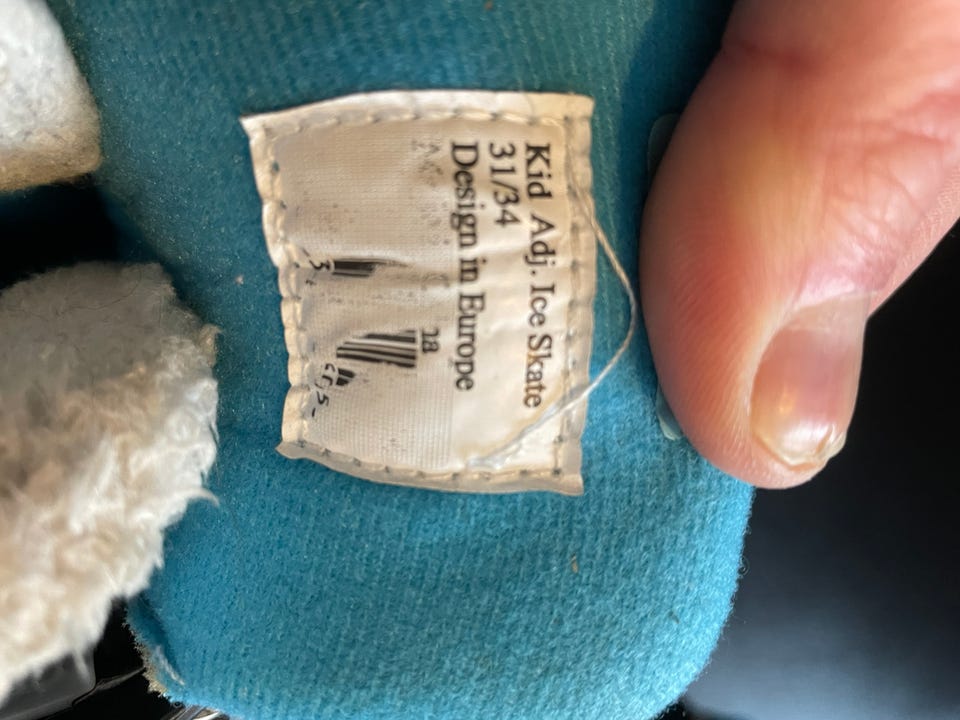 Kid Adj. Ice Skate
31/34
Design in Europe